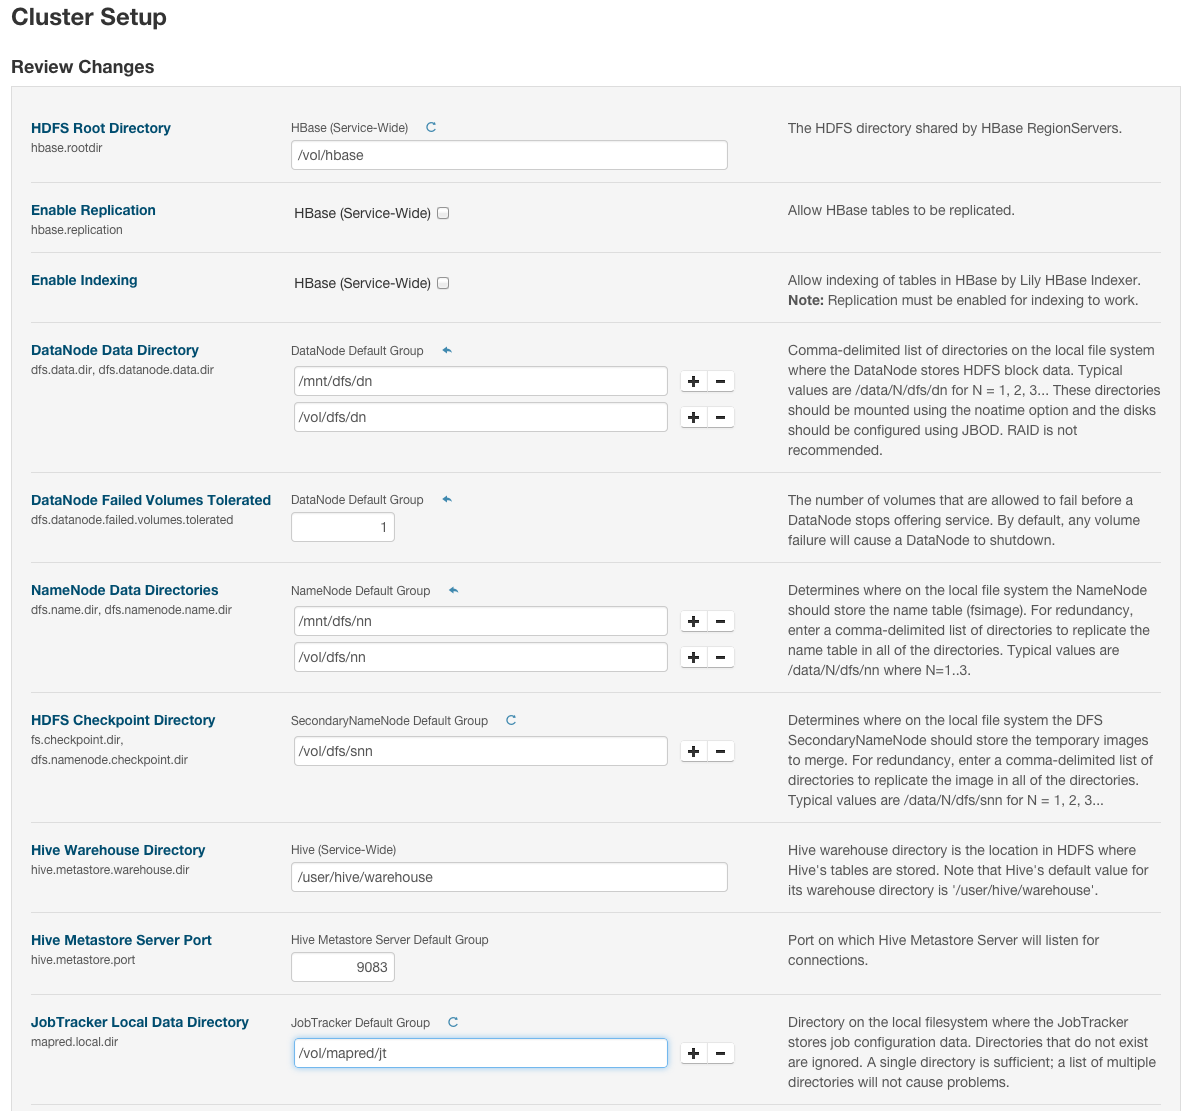 Cluster Setup
Review Changes
HDFS Root Directory
hbase.rootdir
HBase (Service-Wide)
/vol/hbase
The HDFS directory shared by HBase RegionServers.
Enable Replication
hbase.replication
HBase (Service-Wide)
Allow HBase tables to be replicated.
Enable Indexing
HBase (Service-Wide)
Allow indexing of tables in HBase by Lily HBase Indexer.
Note: Replication must be enabled for indexing to work.
DataNode Data Directory
dfs.data.dir, dfs.datanode.data.dir
DataNode Default Group
/mnt/dfs/dn
/vol/dfs/dn
Comma-delimited list of directories on the local file system
where the DataNode stores HDFS block data. Typical
values are /data/N/dfs/dn for N = 1, 2, 3... These directories
should be mounted using the noatime option and the disks
should be configured using JBOD. RAID is not
recommended.
DataNode Failed Volumes Tolerated
dfs.datanode.failed.volumes.tolerated
DataNode Default Group
1
The number of volumes that are allowed to fail before a
DataNode stops offering service. By default, any volume
failure will cause a DataNode to shutdown.
NameNode Data Directories
dfs.name.dir, dfs.namenode.name.dir
NameNode Default Group
/mnt/dfs/nn
/vol/dfs/nn
Determines where on the local file system the NameNode
should store the name table (fsimage). For redundancy,
enter a comma-delimited list of directories to replicate the
name table in all of the directories. Typical values are
/data/N/dfs/nn where N=1..3.
HDFS Checkpoint Directory
fs.checkpoint.dir,
dfs.namenode.checkpoint.dir
SecondaryNameNode Default Group
/vol/dfs/snn
Determines where on the local file system the DFS
SecondaryNameNode should store the temporary images
to merge. For redundancy, enter a comma-delimited list of
directories to replicate the image in all of the directories.
Typical values are /data/N/dfs/snn for N = 1, 2, 3...
Hive Warehouse Directory
hive.metastore.warehouse.dir
Hive (Service-Wide)
/user/hive/warehouse
Hive warehouse directory is the location in HDFS where
Hive's tables are stored. Note that Hive's default value for
its warehouse directory is '/user/hive/warehouse'.
Hive Metastore Server Port
hive.metastore.port
Hive Metastore Server Default Group
9083
Port on which Hive Metastore Server will listen for
connections.
JobTracker Local Data Directory
mapred.local.dir
JobTracker Default Group
/vol/mapred/jt
Directory on the local filesystem where the JobTracker
stores job configuration data. Directories that do not exist
are ignored. A single directory is sufficient; a list of multiple
directories will not cause problems.